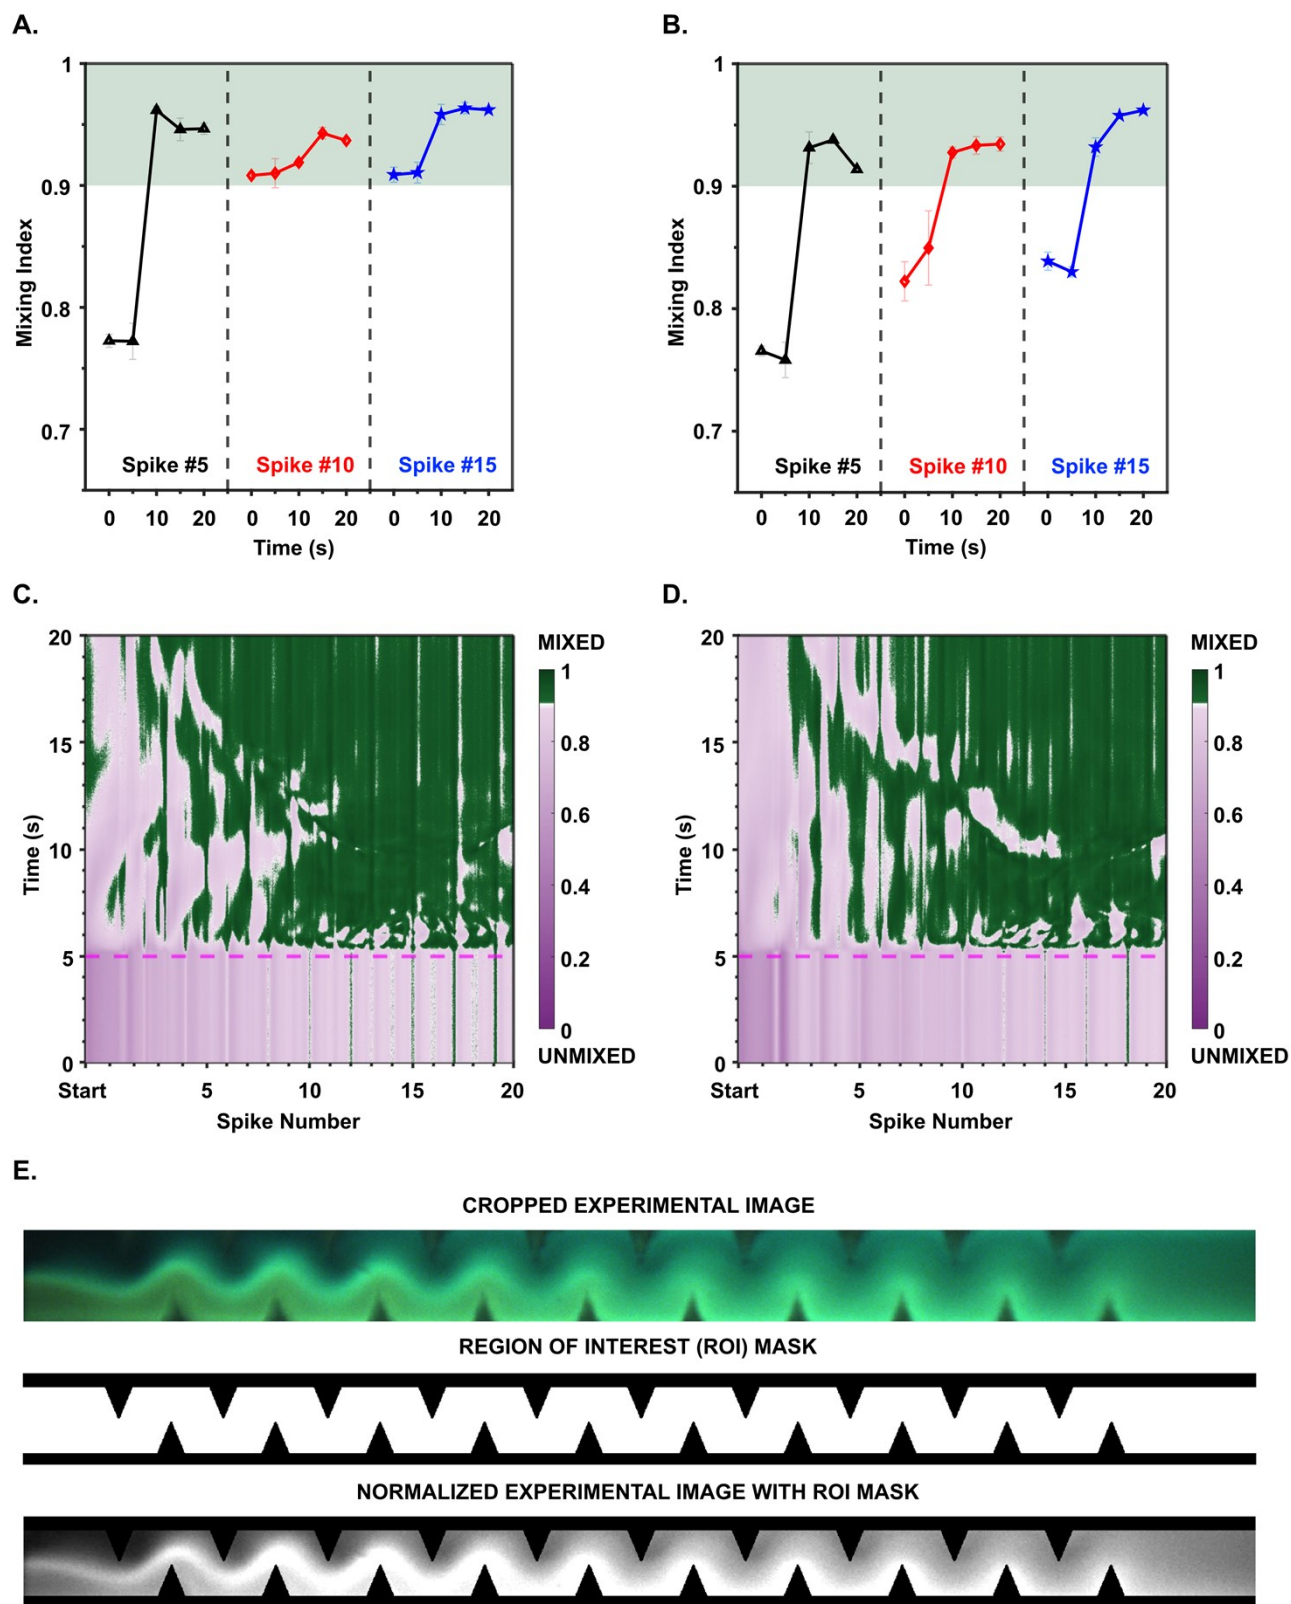 A.
B.
1
0.9
0.8
0.7
Mixing Index
Spike #5
Spike #10
Spike #15
0 10 20 0 10 20 0 10 20
Time (s)
1
0.9
0.8
0.7
Mixing Index
Spike #5
Spike #10
Spike #15
0 10 20 0 10 20 0 10 20
Time (s)
C.
D.
20
15
10
5
0
Time (s)
Start 5 10 15 20
Spike Number
MIXED
1
0.8
0.6
0.4
0.2
0
UNMIXED
20
15
10
5
0
Time (s)
Start 5 10 15 20
Spike Number
MIXED
1
0.8
0.6
0.4
0.2
0
UNMIXED
E.
CROPPED EXPERIMENTAL IMAGE
REGION OF INTEREST (ROI) MASK
NORMALIZED EXPERIMENTAL IMAGE WITH ROI MASK